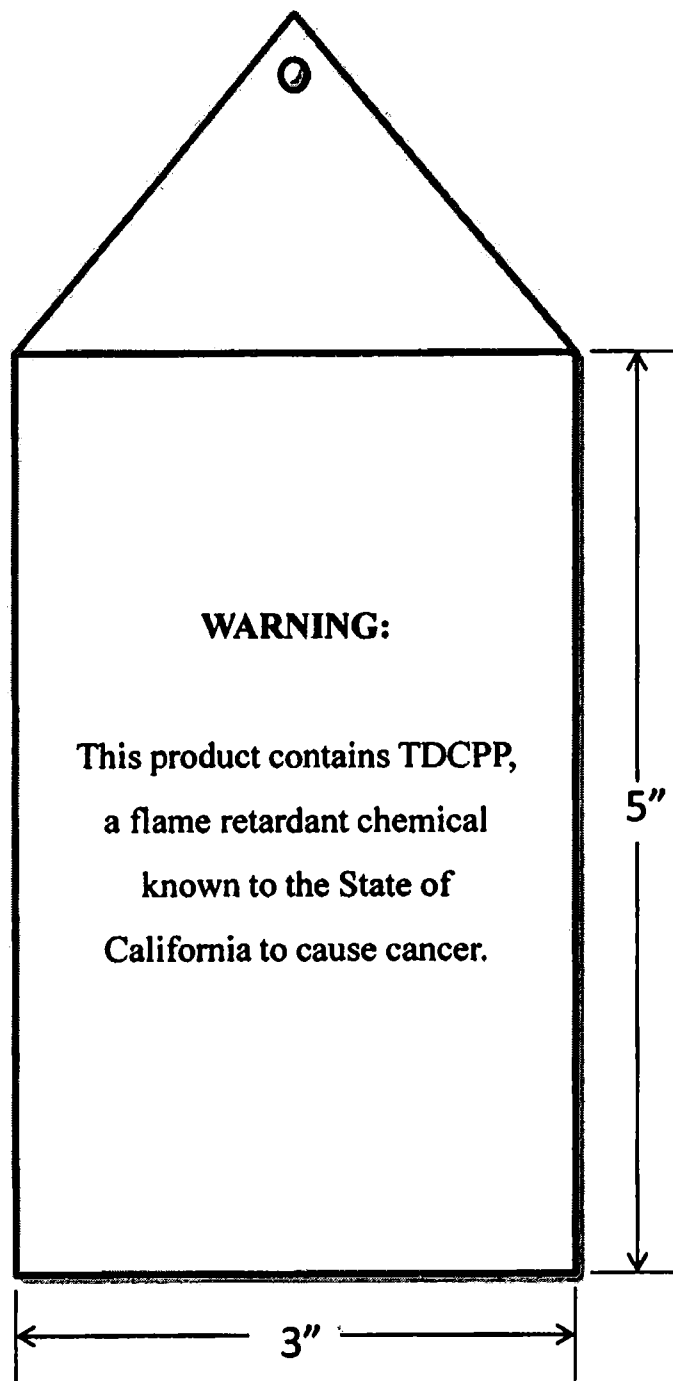 WARNING:
This product contains TDCPP,
a flame retardant chemical
known to the State of
California to cause cancer.
5"
3"